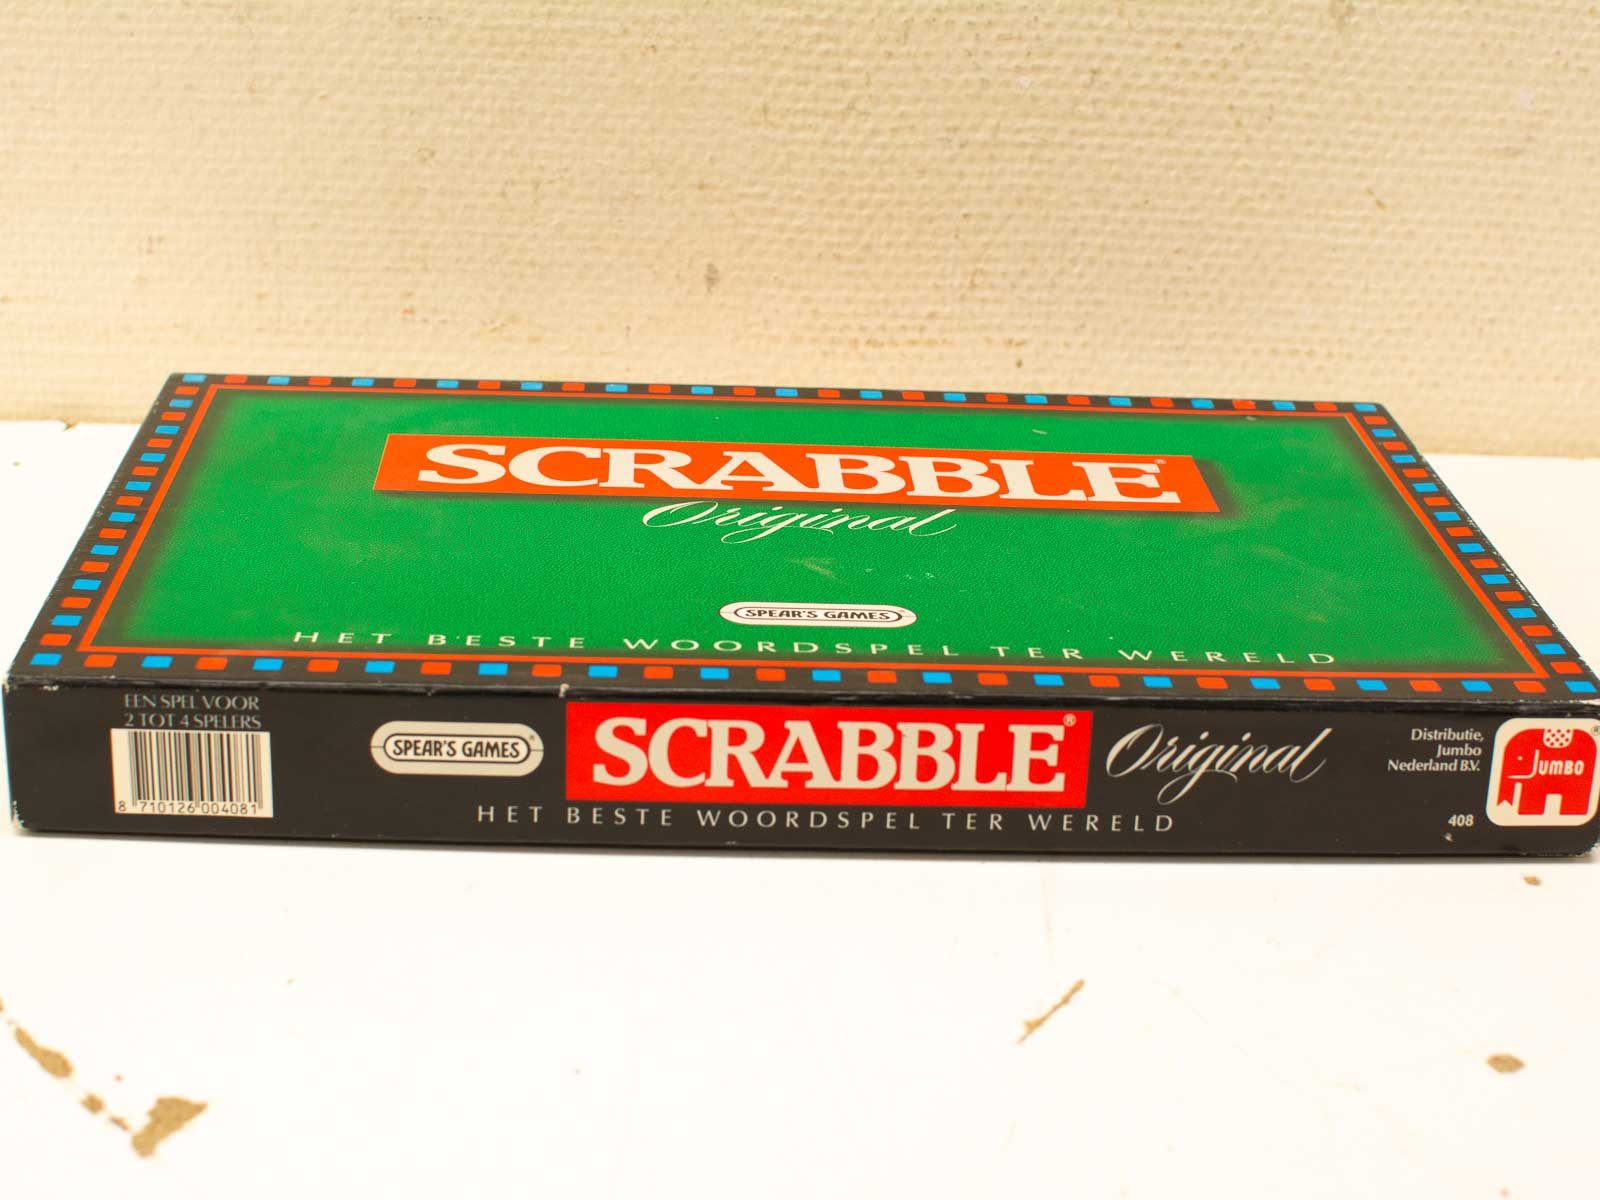 SCRABBLE®
Original
SPEAR'S GAMES®
HET BESTE WOORDSPEL TER WERELD
EEN SPEL VOOR
2 TOT 4 SPELERS
8 710126 004081
SPEAR'S GAMES®
SCRABBLE®
Original
HET BESTE WOORDSPEL TER WERELD
Distributie,
Jumbo
Nederland B.V.
408
JUMBO®